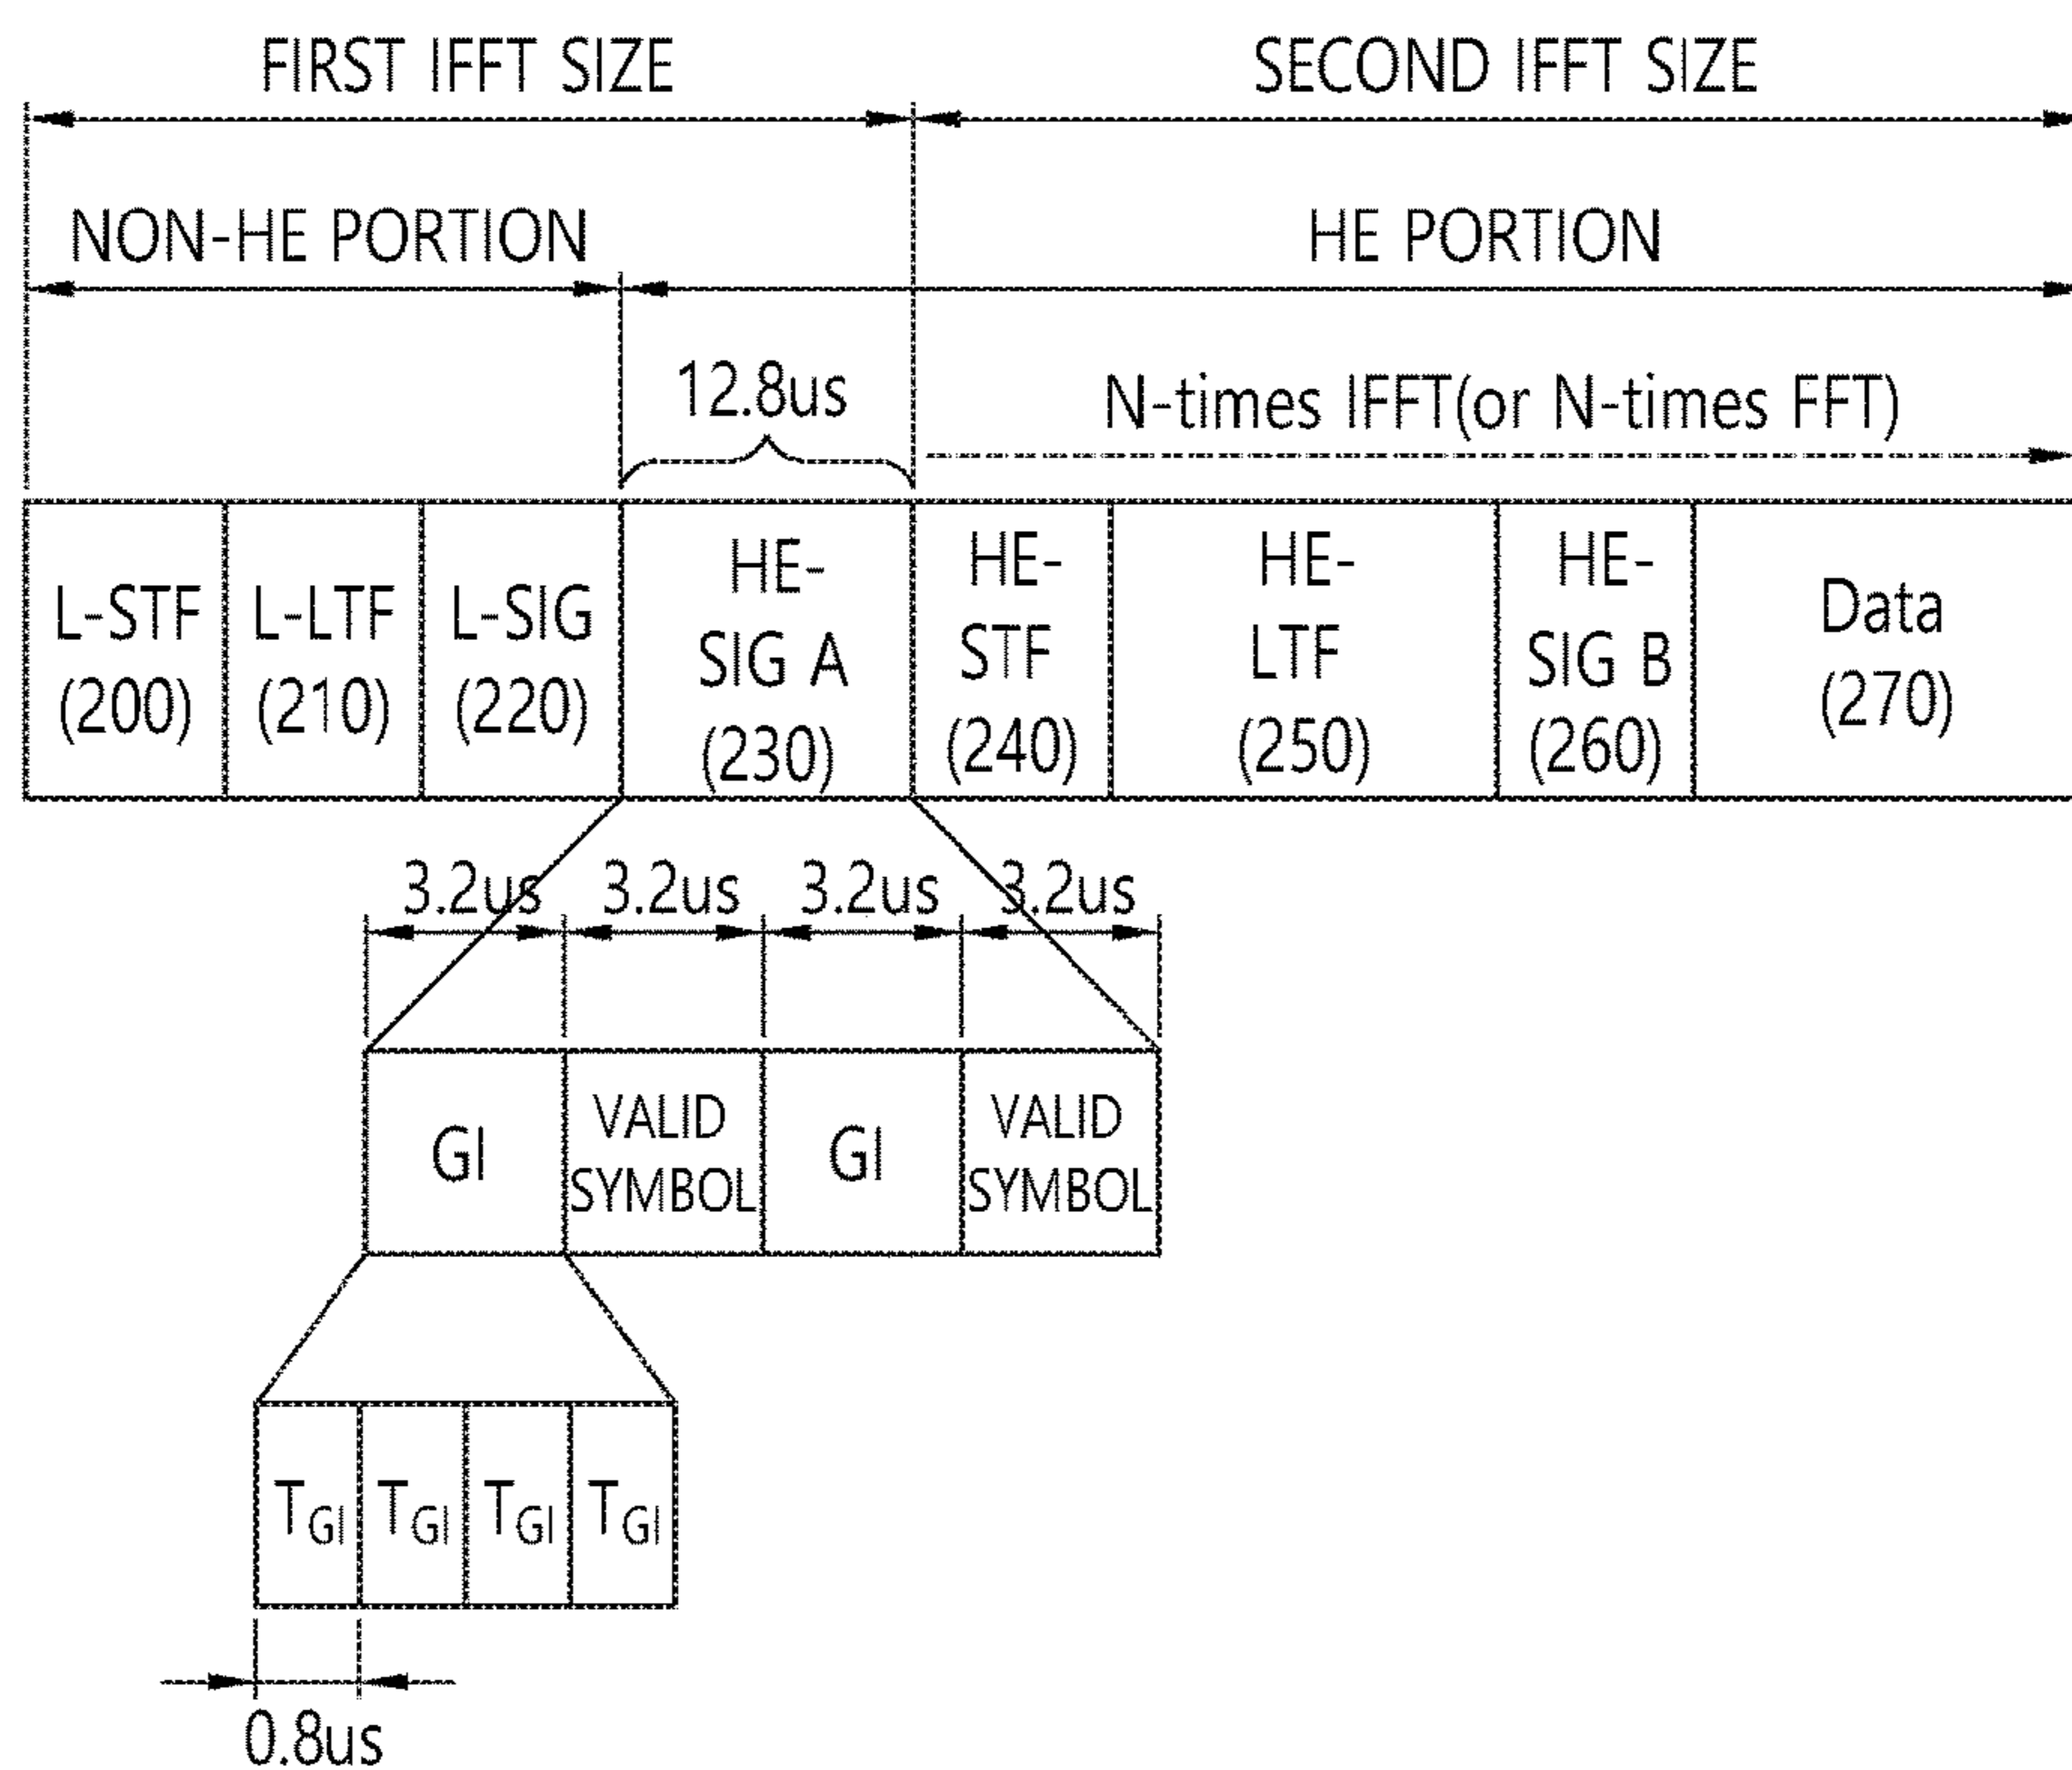 FIRST IFFT SIZE
SECOND IFFT SIZE
NON-HE PORTION
HE PORTION
12.8us
N-times IFFT(or N-times FFT)
L-STF
(200)
L-LTF
(210)
L-SIG
(220)
HE-
SIG A
(230)
HE-
STF
(240)
HE-
LTF
(250)
HE-
SIG B
(260)
Data
(270)
3.2us
3.2us
3.2us
3.2us
GI
VALID
SYMBOL
GI
VALID
SYMBOL
TGI
TGI
TGI
TGI
0.8us